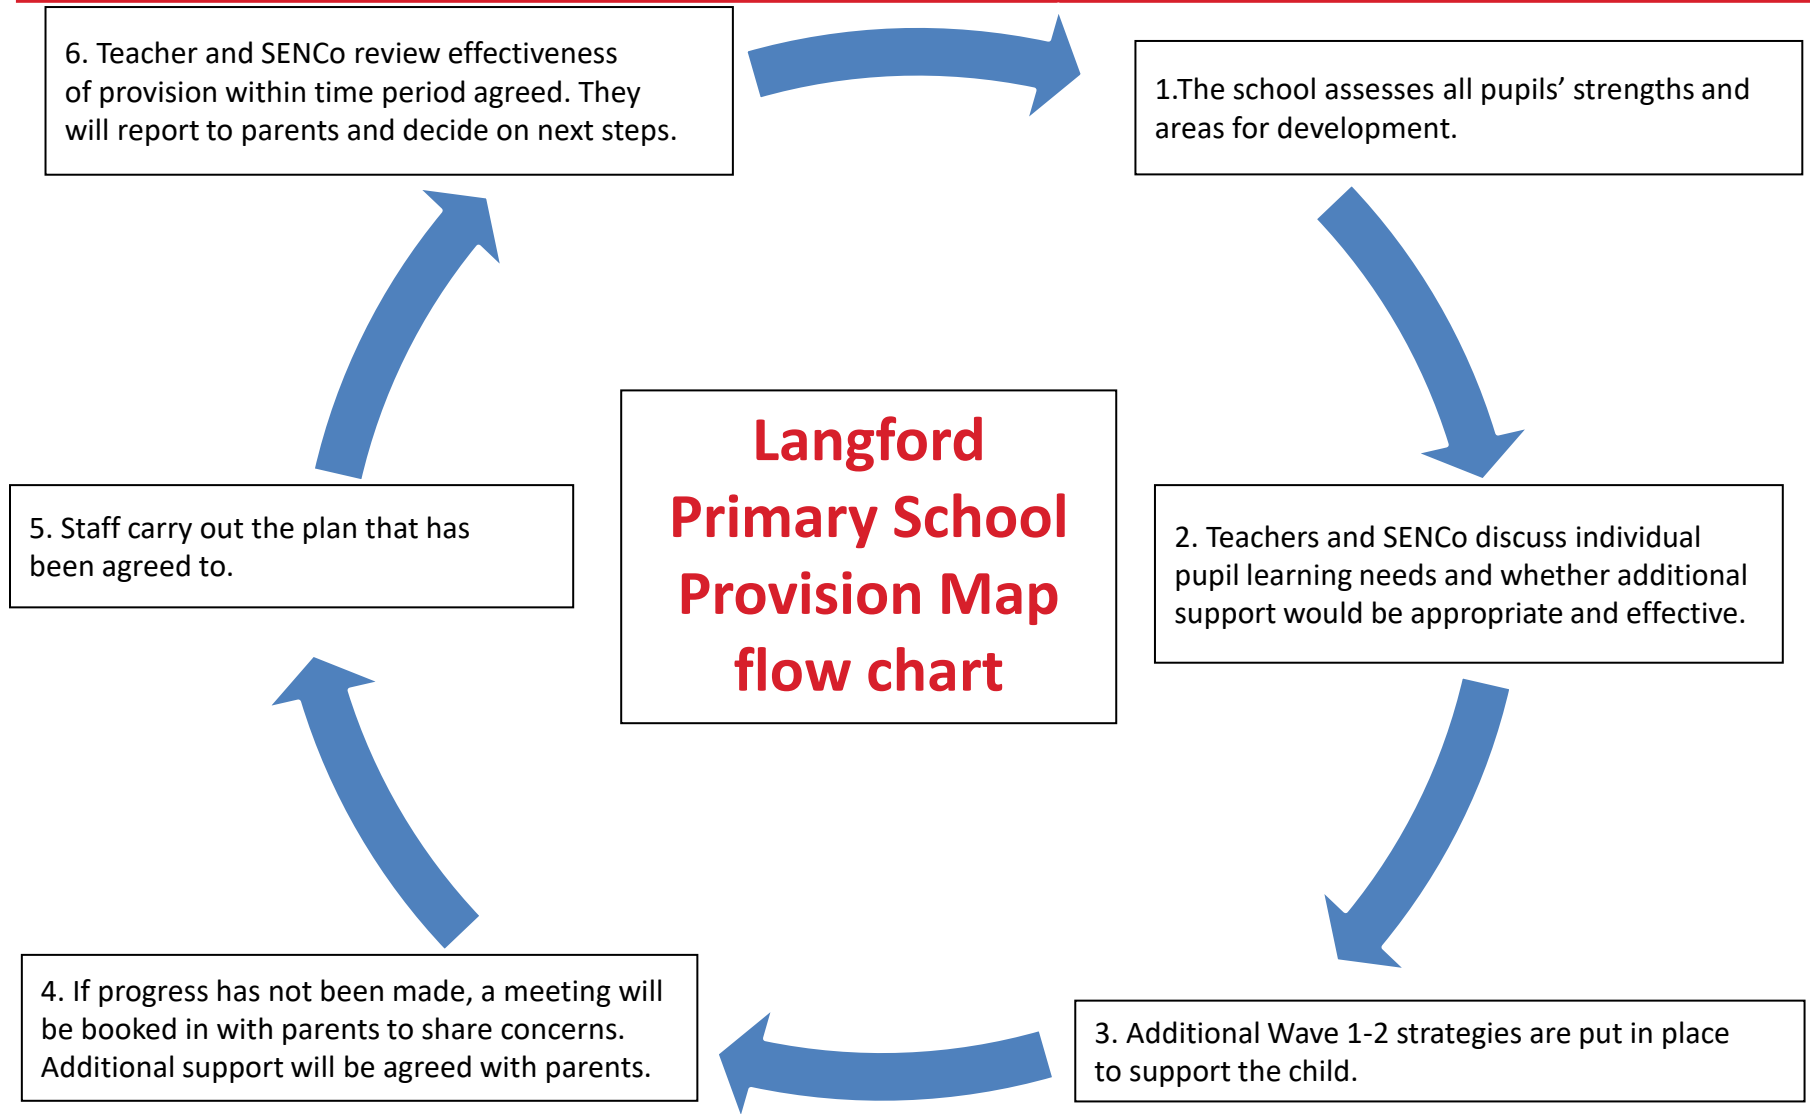 6. Teacher and SENCo review effectiveness
of provision within time period agreed. They
will report to parents and decide on next steps.
1.The school assesses all pupils’ strengths and
areas for development.
Langford
Primary School
Provision Map
flow chart
5. Staff carry out the plan that has
been agreed to.
2. Teachers and SENCo discuss individual
pupil learning needs and whether additional
support would be appropriate and effective.
4. If progress has not been made, a meeting will
be booked in with parents to share concerns.
Additional support will be agreed with parents.
3. Additional Wave 1-2 strategies are put in place
to support the child.